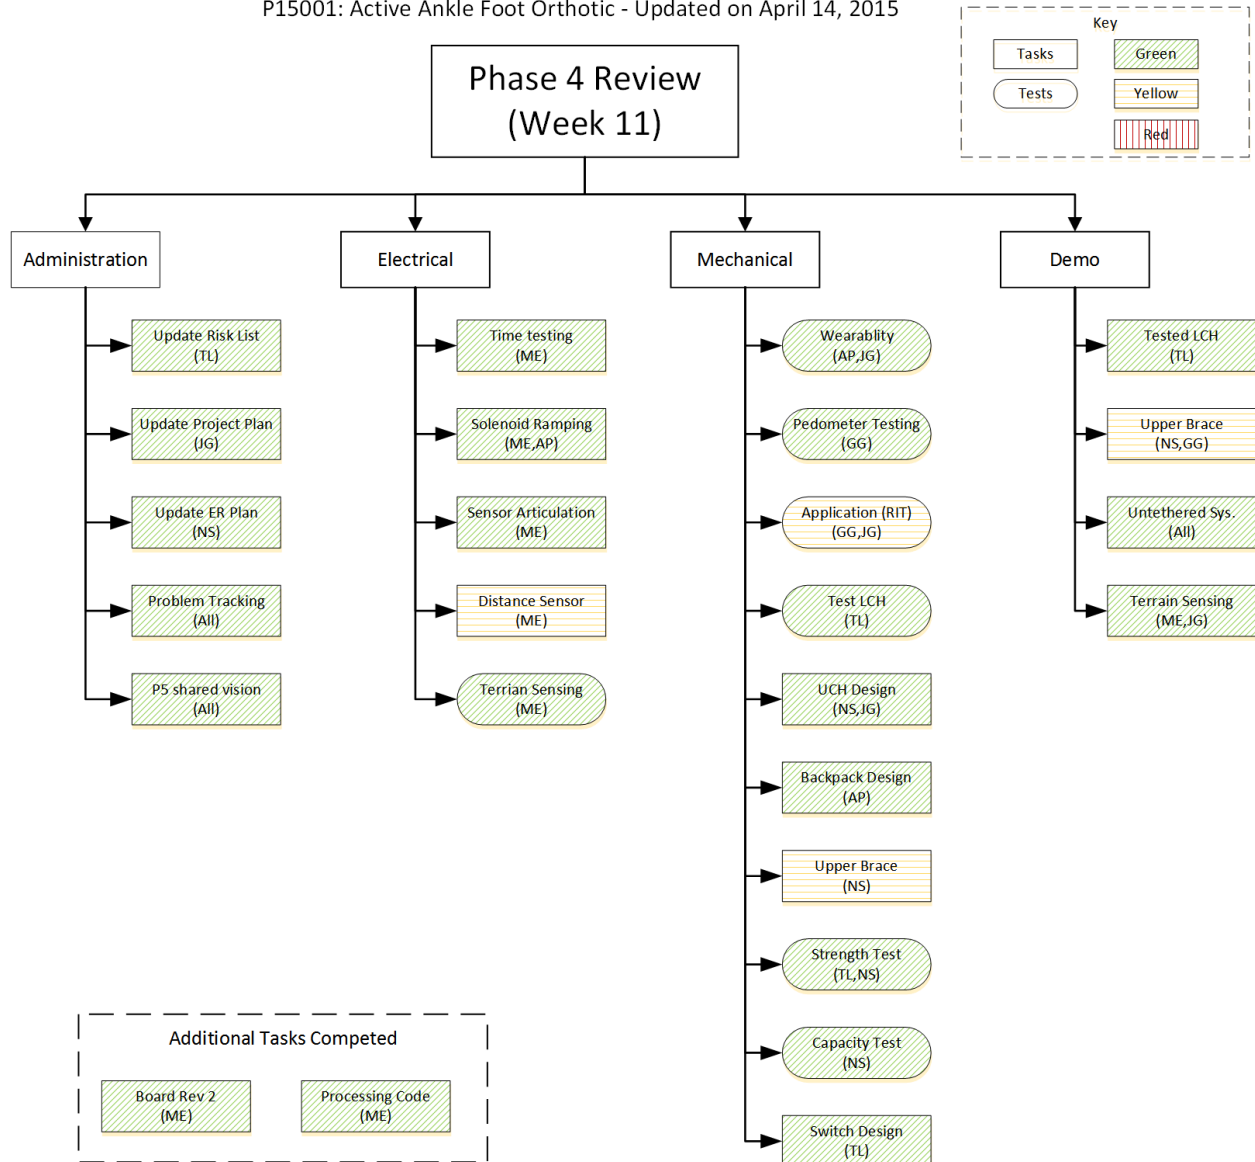 P15001: Active Ankle Foot Orthotic - Updated on April 14, 2015
Key
Tasks
Green
Tests
Yellow
Red
Phase 4 Review
(Week 11)
Administration
Electrical
Mechanical
Demo
Update Risk List
(TL)
Update Project Plan
(JG)
Update ER Plan
(NS)
Problem Tracking
(All)
P5 shared vision
(All)
Time testing
(ME)
Solenoid Ramping
(ME,AP)
Sensor Articulation
(ME)
Distance Sensor
(ME)
Terrian Sensing
(ME)
Wearablity
(AP,JG)
Pedometer Testing
(GG)
Application (RIT)
(GG,JG)
Test LCH
(TL)
UCH Design
(NS,JG)
Backpack Design
(AP)
Upper Brace
(NS)
Strength Test
(TL,NS)
Capacity Test
(NS)
Switch Design
(TL)
Tested LCH
(TL)
Upper Brace
(NS,GG)
Untethered Sys.
(All)
Terrain Sensing
(ME,JG)
Additional Tasks Competed
Board Rev 2
(ME)
Processing Code
(ME)